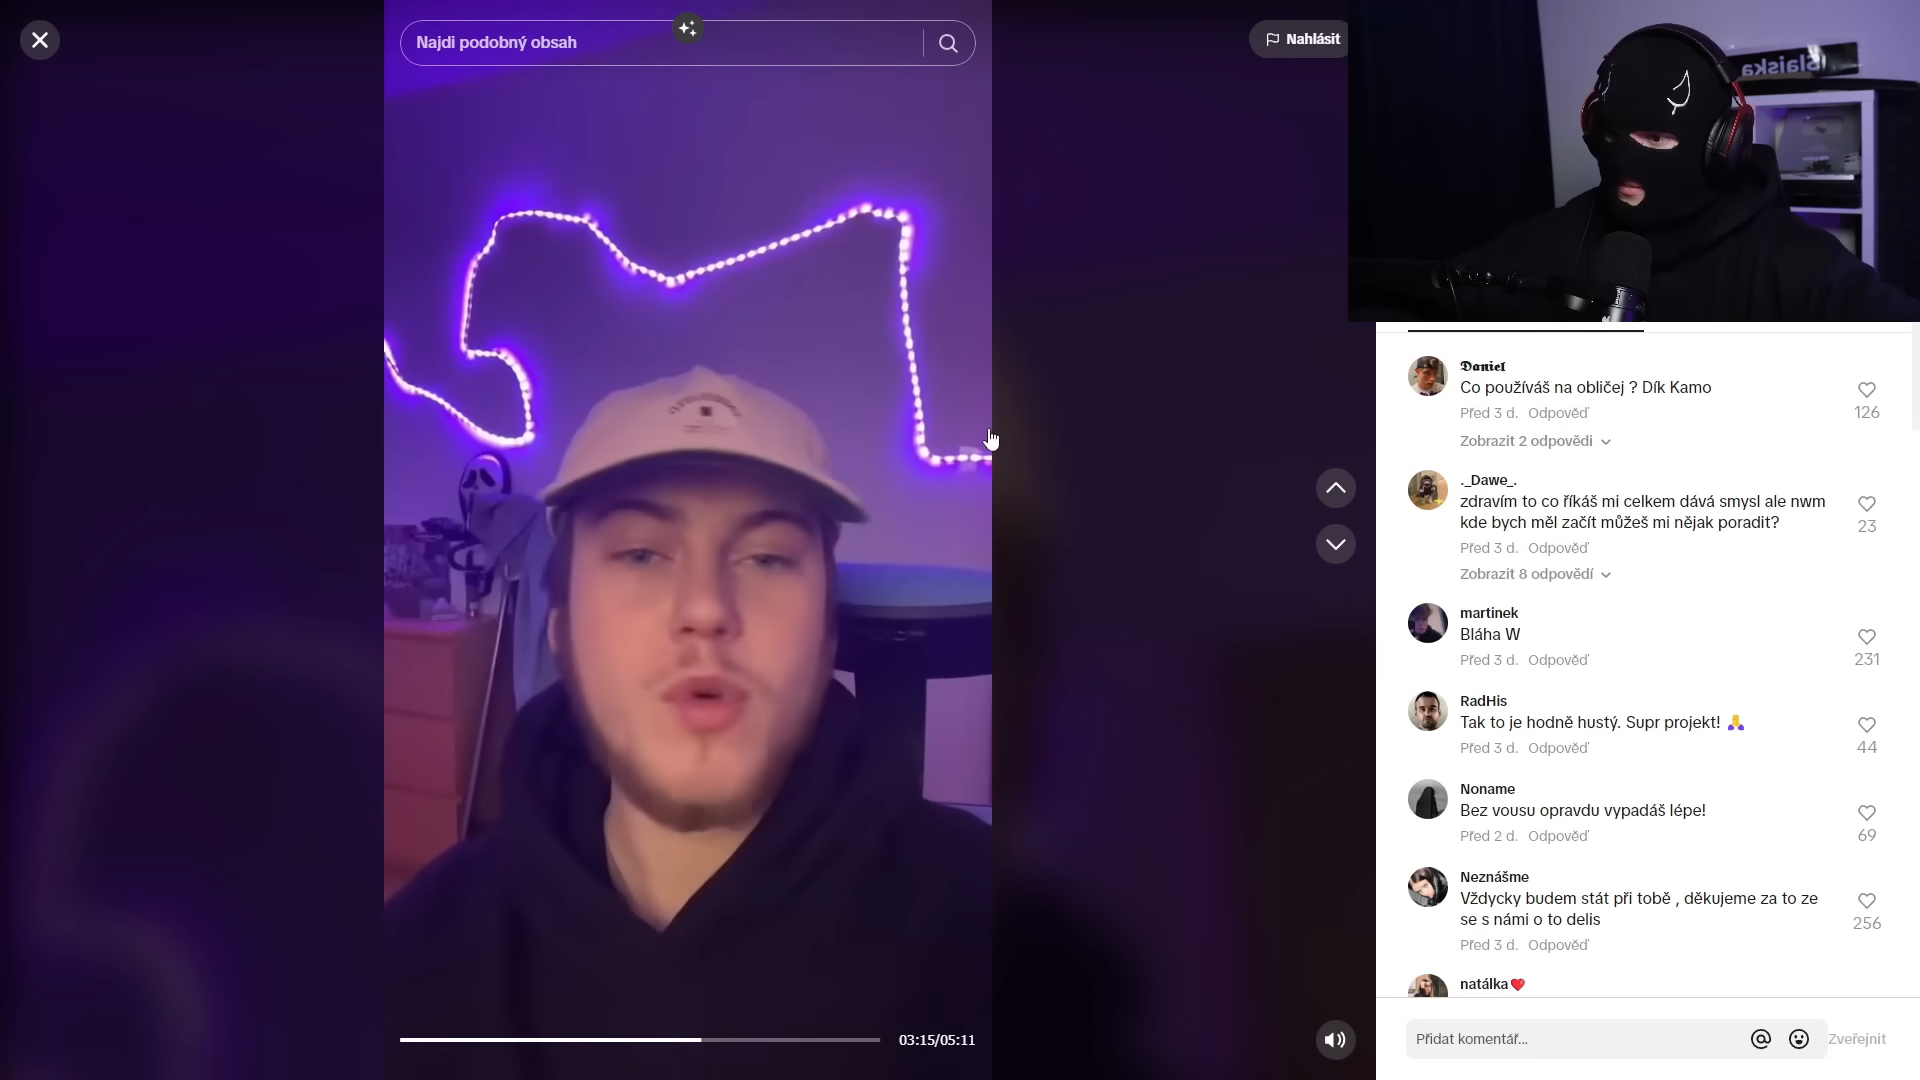 Najdi podobný obsah
Nahlásit
Slaiska
𝕯𝖆𝖓𝖎𝖊𝖑
Co používáš na obličej ? Dík Kamo
Před 3 d. Odpověď
126
Zobrazit 2 odpovědi
._Dawe_.
zdravím to co říkáš mi celkem dává smysl ale nwm
kde bych měl začít můžeš mi nějak poradit?
23
Před 3 d. Odpověď
Zobrazit 8 odpovědí
martinek
Bláha W
Před 3 d. Odpověď
231
RadHis
Tak to je hodně hustý. Supr projekt! 🙏
Před 3 d. Odpověď
44
Noname
Bez vousu opravdu vypadáš lépe!
Před 2 d. Odpověď
69
Neznášme
Vždycky budem stát při tobě , děkujeme za to ze
se s námi o to delis
256
Před 3 d. Odpověď
natálka❤️
03:15/05:11
Přidat komentář...
Zveřejnit